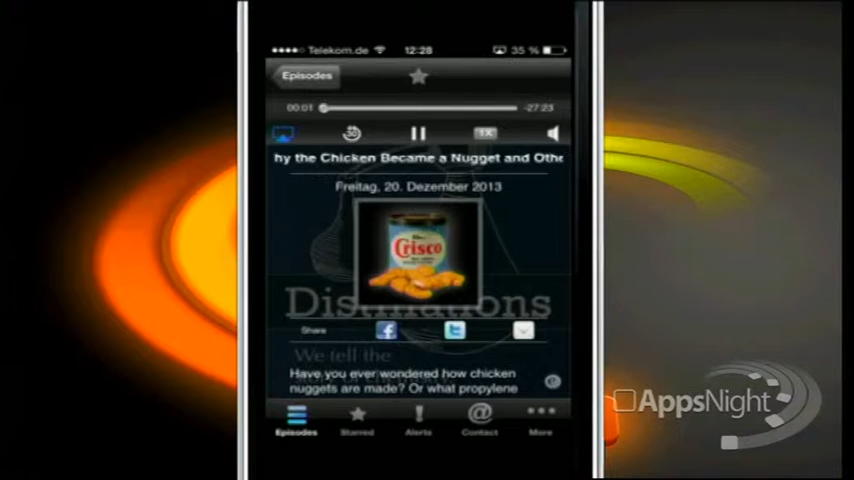 Telekom.de 12:28 35 %
Episodes
00:01 -27:23
30 1X
hy the Chicken Became a Nugget and Othe
Freitag, 20. Dezember 2013
Crisco
Distillations
Share
We tell the
Have you ever wondered how chicken
nuggets are made? Or what propylene
Episodes Starred Alerts Contact More
AppsNight